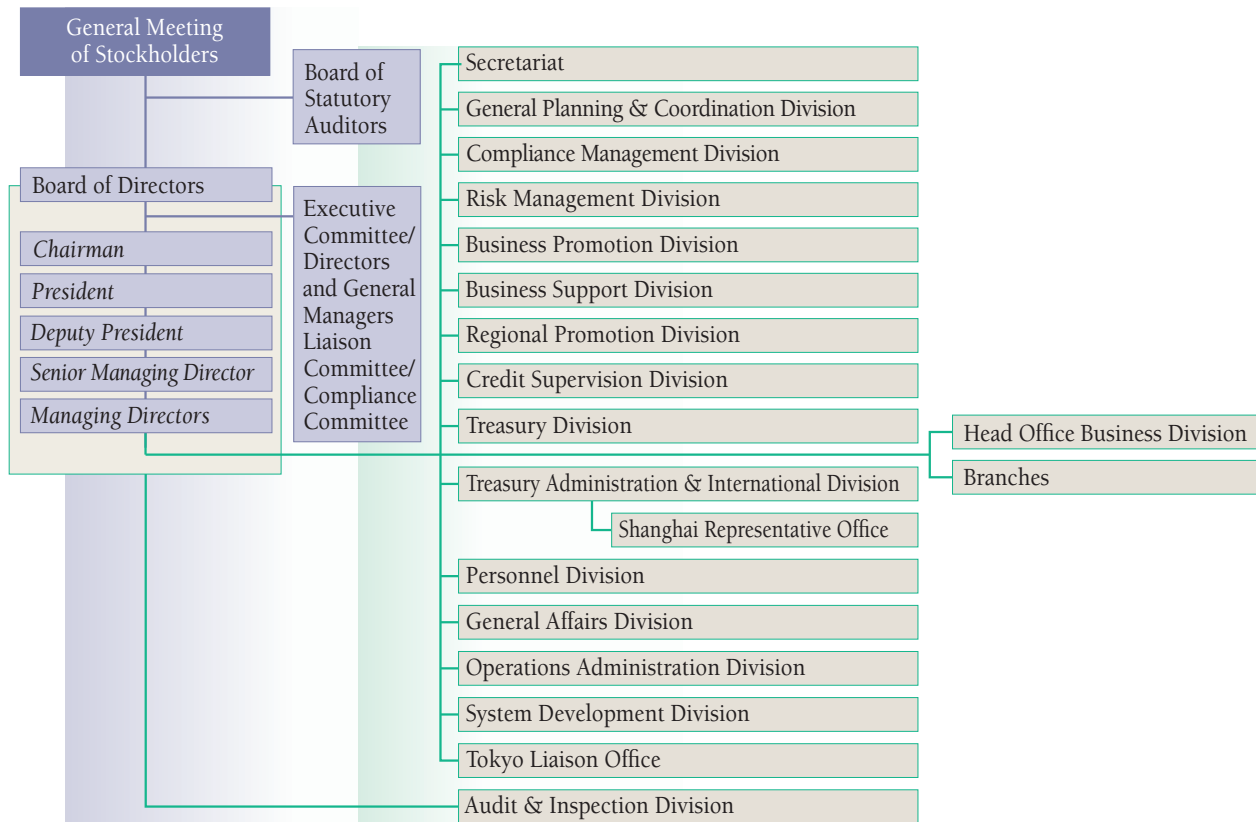 General Meeting
of Stockholders
Board of
Statutory
Auditors
Board of Directors
Chairman
President
Deputy President
Senior Managing Director
Managing Directors
Executive
Committee/
Directors
and General
Managers
Liaison
Committee/
Compliance
Committee
Secretariat
General Planning & Coordination Division
Compliance Management Division
Risk Management Division
Business Promotion Division
Business Support Division
Regional Promotion Division
Credit Supervision Division
Treasury Division
Head Office Business Division
Branches
Treasury Administration & International Division
Shanghai Representative Office
Personnel Division
General Affairs Division
Operations Administration Division
System Development Division
Tokyo Liaison Office
Audit & Inspection Division